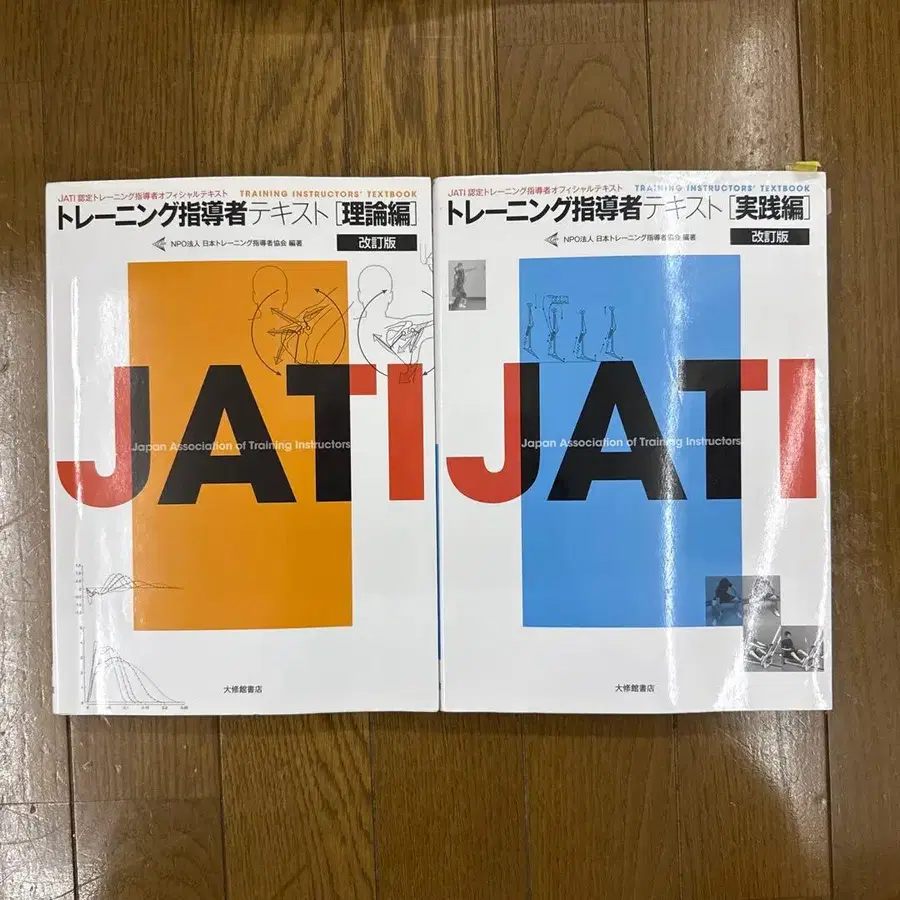 JATI 認定トレーニング指導者オフィシャルテキスト TRAINING INSTRUCTORS' TEXTBOOK
トレーニング指導者テキスト[理論編]
NPO法人 日本トレーニング指導者協会 編著 改訂版
JATI
Japan Association of Training Instructors
大修館書店
JATI 認定トレーニング指導者オフィシャルテキスト TRAINING INSTRUCTORS' TEXTBOOK
トレーニング指導者テキスト[実践編]
NPO法人 日本トレーニング指導者協会 編著 改訂版
JATI
Japan Association of Training Instructors
大修館書店